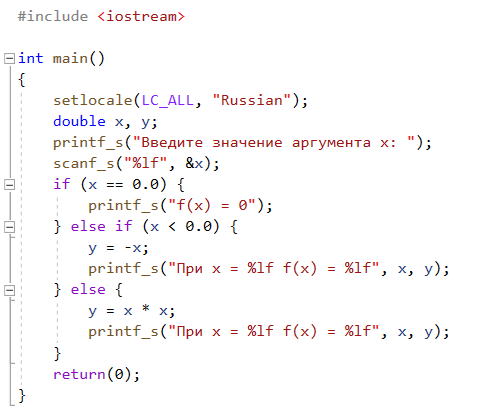 #include <iostream>
int main()
{
    setlocale(LC_ALL, "Russian");
    double x, y;
    printf_s("Введите значение аргумента x: ");
    scanf_s("%lf", &x);
    if (x == 0.0) {
        printf_s("f(x) = 0");
    } else if (x < 0.0) {
        y = -x;
        printf_s("При x = %lf f(x) = %lf", x, y);
    } else {
        y = x * x;
        printf_s("При x = %lf f(x) = %lf", x, y);
    }
    return(0);
}